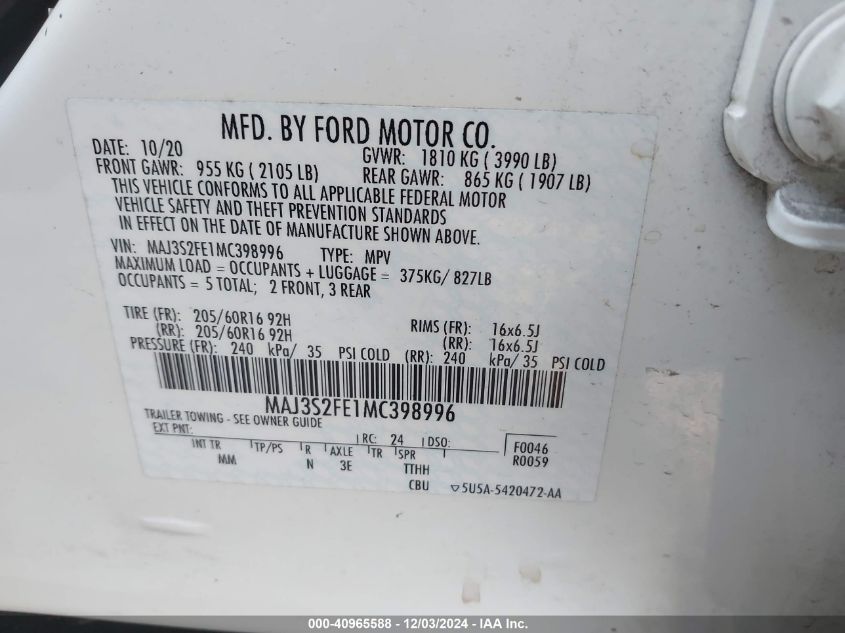 MFD. BY FORD MOTOR CO.
DATE: 10/20 GVWR: 1810 KG ( 3990 LB)
FRONT GAWR: 955 KG ( 2105 LB) REAR GAWR: 865 KG ( 1907 LB)
THIS VEHICLE CONFORMS TO ALL APPLICABLE FEDERAL MOTOR
VEHICLE SAFETY AND THEFT PREVENTION STANDARDS
IN EFFECT ON THE DATE OF MANUFACTURE SHOWN ABOVE.
VIN: MAJ3S2FE1MC398996 TYPE: MPV
MAXIMUM LOAD = OCCUPANTS + LUGGAGE = 375KG/ 827LB
OCCUPANTS = 5 TOTAL; 2 FRONT, 3 REAR
TIRE (FR): 205/60R16 92H RIMS (FR): 16x6.5J
(RR): 205/60R16 92H (RR): 16x6.5J
PRESSURE (FR): 240 kPa/ 35 PSI COLD (RR): 240 kPa/ 35 PSI COLD
MAJ3S2FE1MC398996
TRAILER TOWING - SEE OWNER GUIDE
EXT PNT: RC: 24 DSO: F0046
INT TR TP/PS R AXLE TR SPR R0059
MM N 3E TTHH
CBU 5U5A-5420472-AA
000-40965588 - 12/03/2024 - IAA Inc.